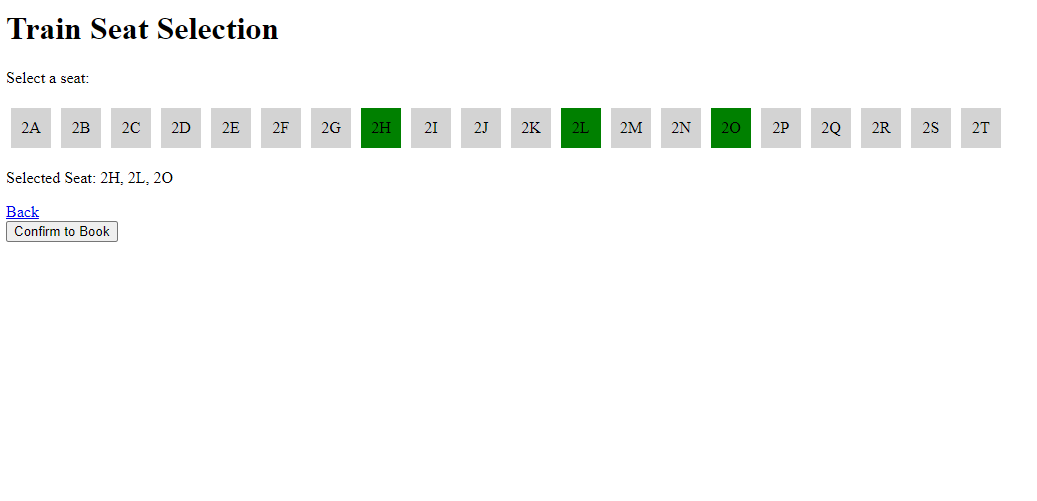 Train Seat Selection
Select a seat:
2A 2B 2C 2D 2E 2F 2G 2H 2I 2J 2K 2L 2M 2N 2O 2P 2Q 2R 2S 2T
Selected Seat: 2H, 2L, 2O
Back
Confirm to Book